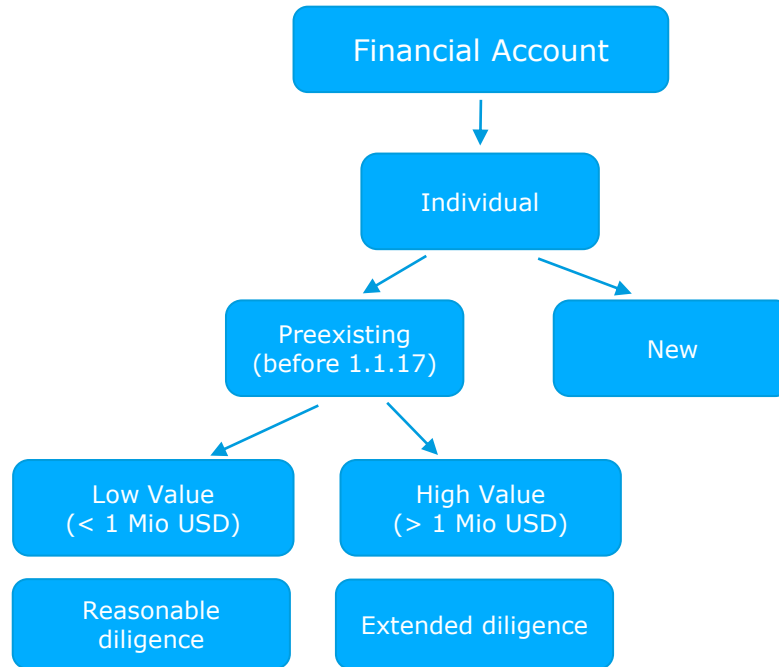 Financial Account
Individual
Preexisting
(before 1.1.17)
New
Low Value
(< 1 Mio USD)
High Value
(> 1 Mio USD)
Reasonable
diligence
Extended diligence